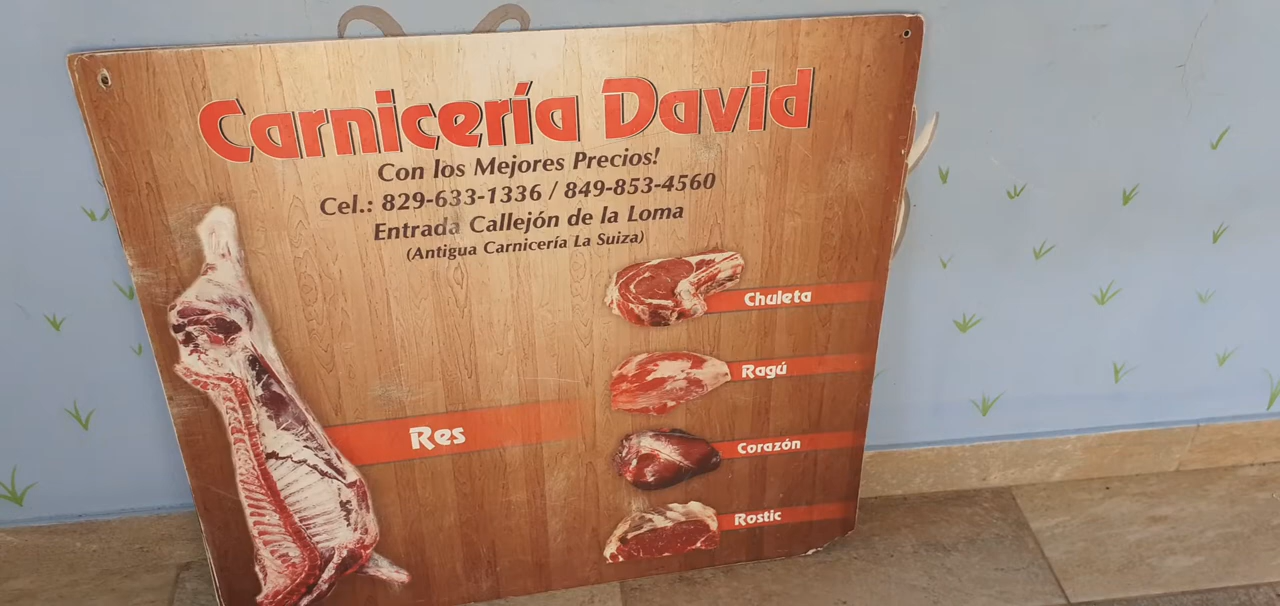 Carnicería David
Con los Mejores Precios!
Cel.: 829-633-1336 / 849-853-4560
Entrada Callejón de la Loma
(Antigua Carnicería La Suiza)
Chuleta
Ragú
Res
Corazón
Rostic